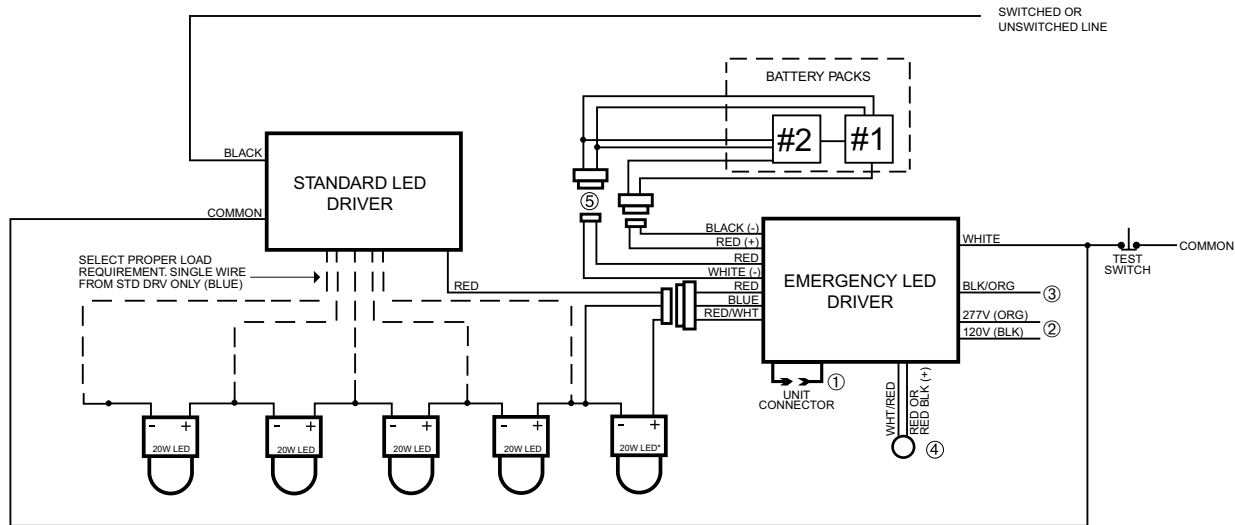 SWITCHED OR
UNSWITCHED LINE
BATTERY PACKS
#2
#1
BLACK
STANDARD LED
DRIVER
COMMON
⑤
SELECT PROPER LOAD
REQUIREMENT. SINGLE WIRE
FROM STD DRV ONLY (BLUE)
RED
BLACK (-)
RED (+)
RED
WHITE (-)
RED
BLUE
RED/WHT
EMERGENCY LED
DRIVER
WHITE
TEST
SWITCH
COMMON
BLK/ORG
③
277V (ORG)
120V (BLK)
②
UNIT
CONNECTOR
①
WHT/RED
RED OR
RED BLK (+)
④
- +
20W LED
- +
20W LED
- +
20W LED
- +
20W LED
- +
20W LED*